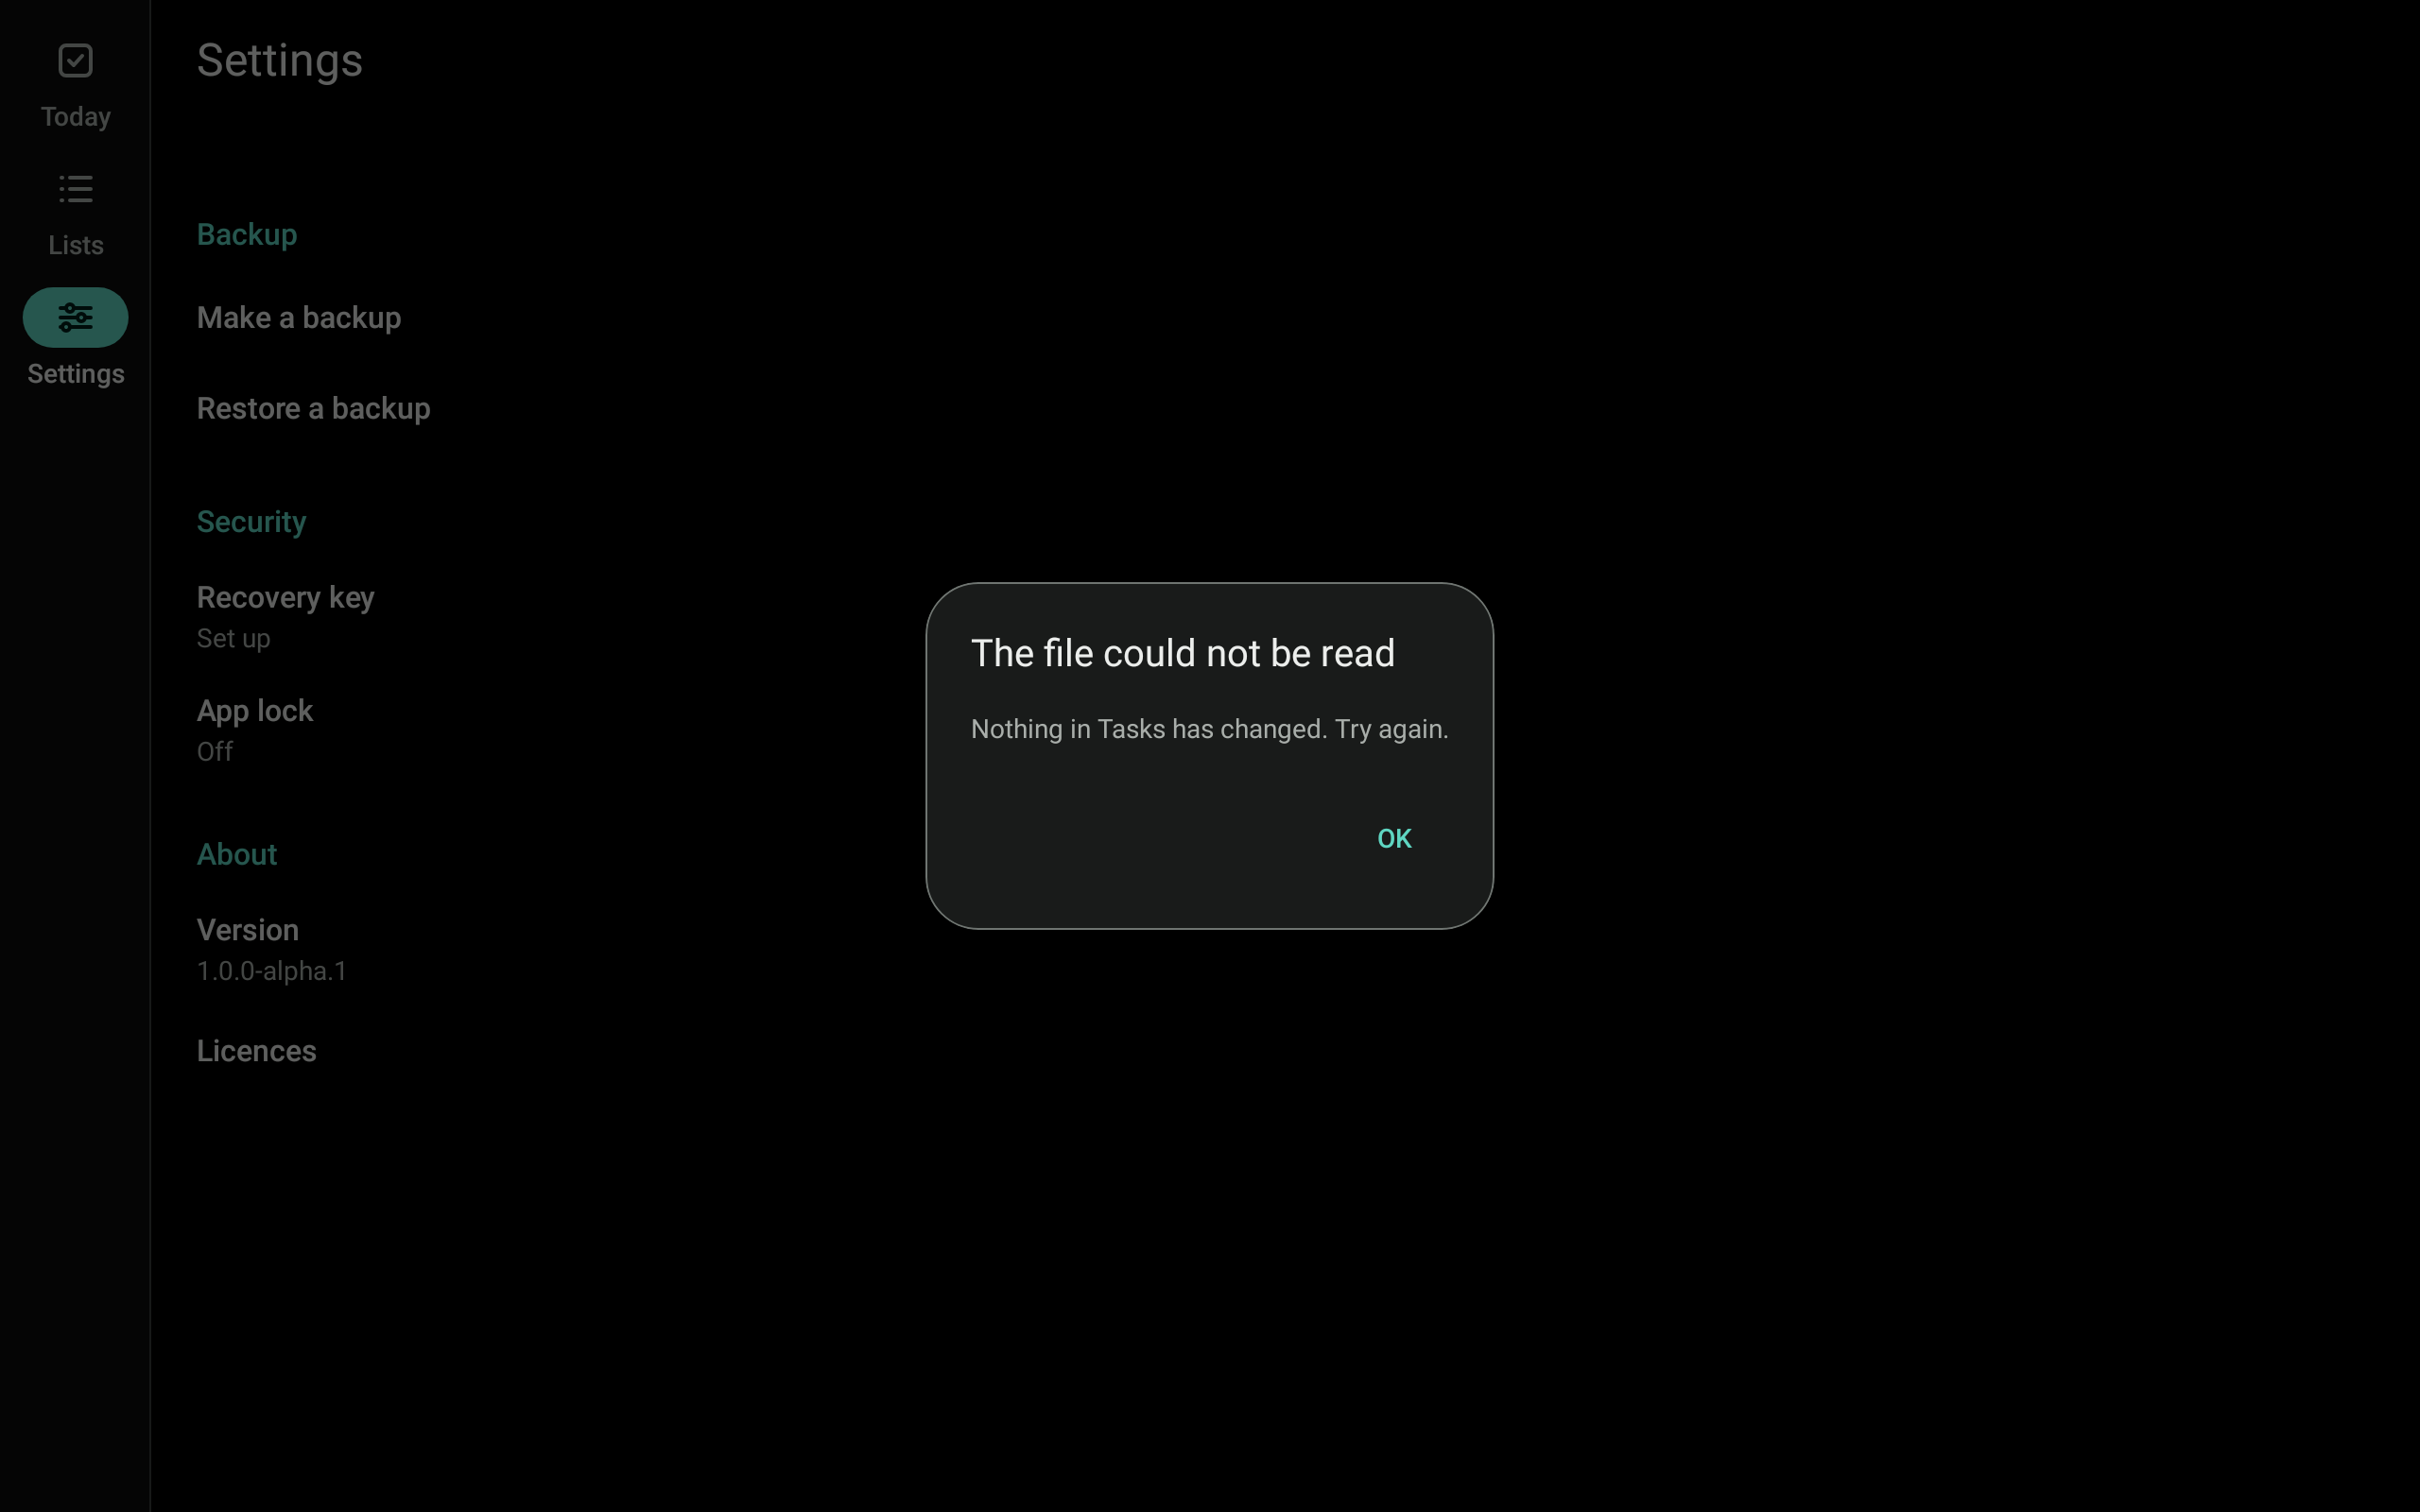 Today
Lists
Settings
Settings
Backup
Make a backup
Restore a backup
Security
Recovery key
Set up
App lock
Off
About
Version
1.0.0-alpha.1
Licences
The file could not be read
Nothing in Tasks has changed. Try again.
OK